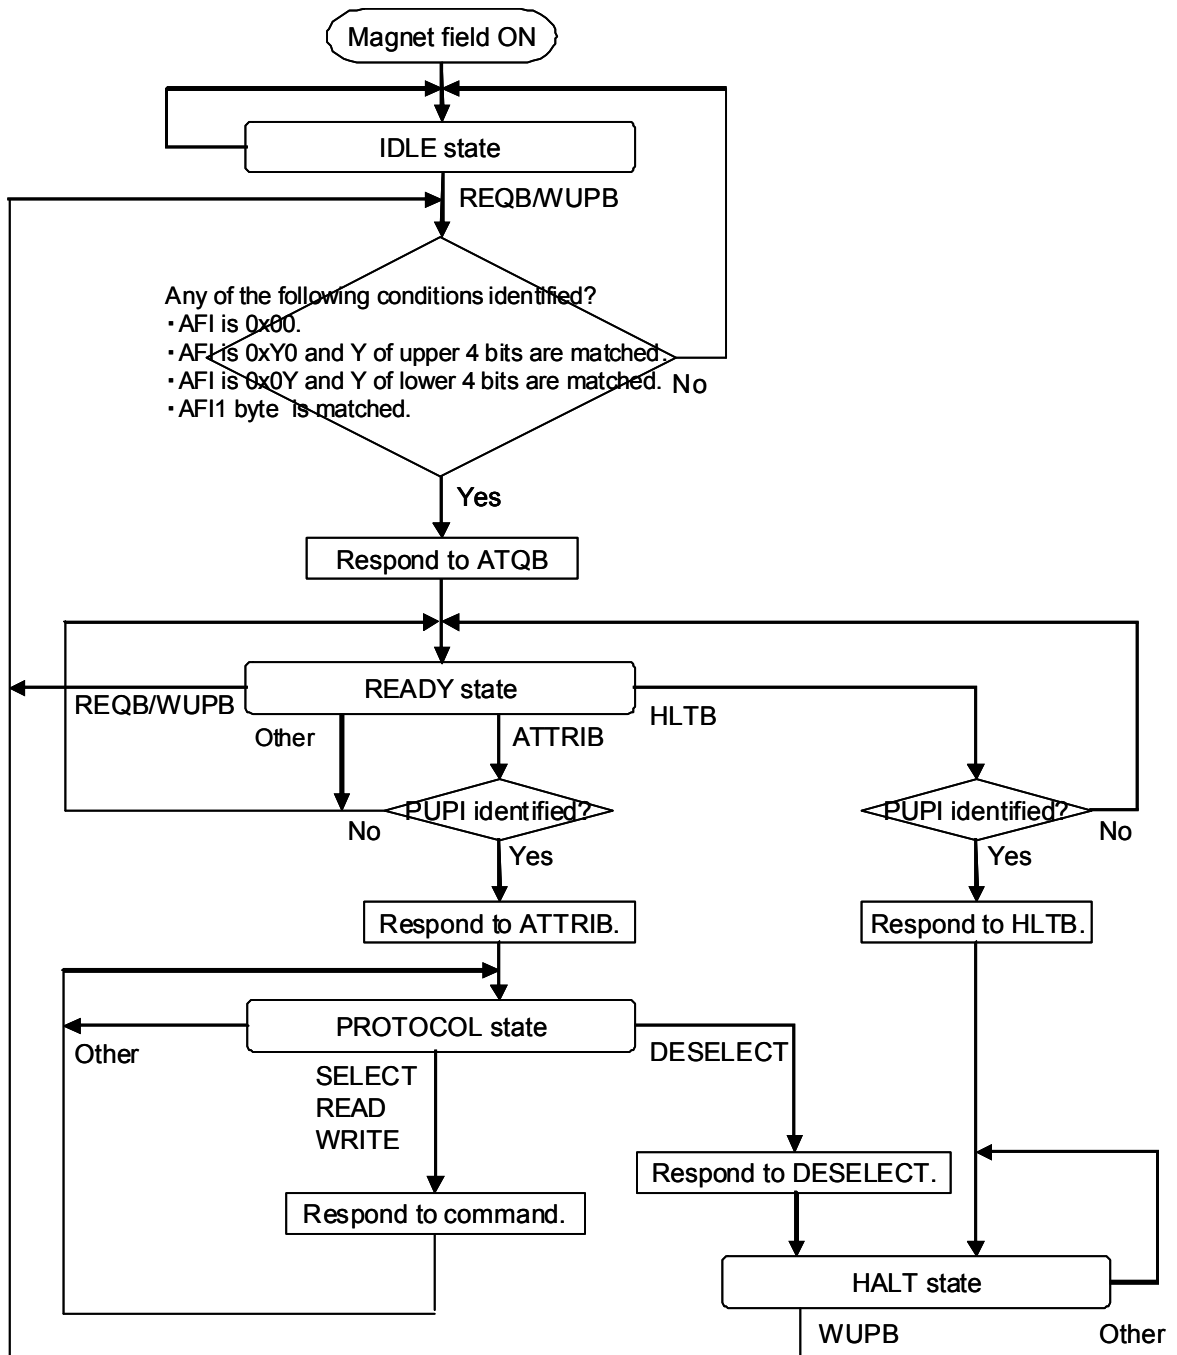 Magnet field ON
IDLE state
REQB/WUPB
Any of the following conditions identified?
・AFI is 0x00.
・AFI is 0xY0 and Y of upper 4 bits are matched.
・AFI is 0x0Y and Y of lower 4 bits are matched.
No
・AFI1 byte is matched.
Yes
Respond to ATQB
READY state
REQB/WUPB
HLTB
Other
ATTRIB
PUPI identified?
PUPI identified?
No
No
Yes
Yes
Respond to ATTRIB.
Respond to HLTB.
PROTOCOL state
Other
DESELECT
SELECT
READ
WRITE
Respond to DESELECT.
Respond to command.
HALT state
WUPB
Other